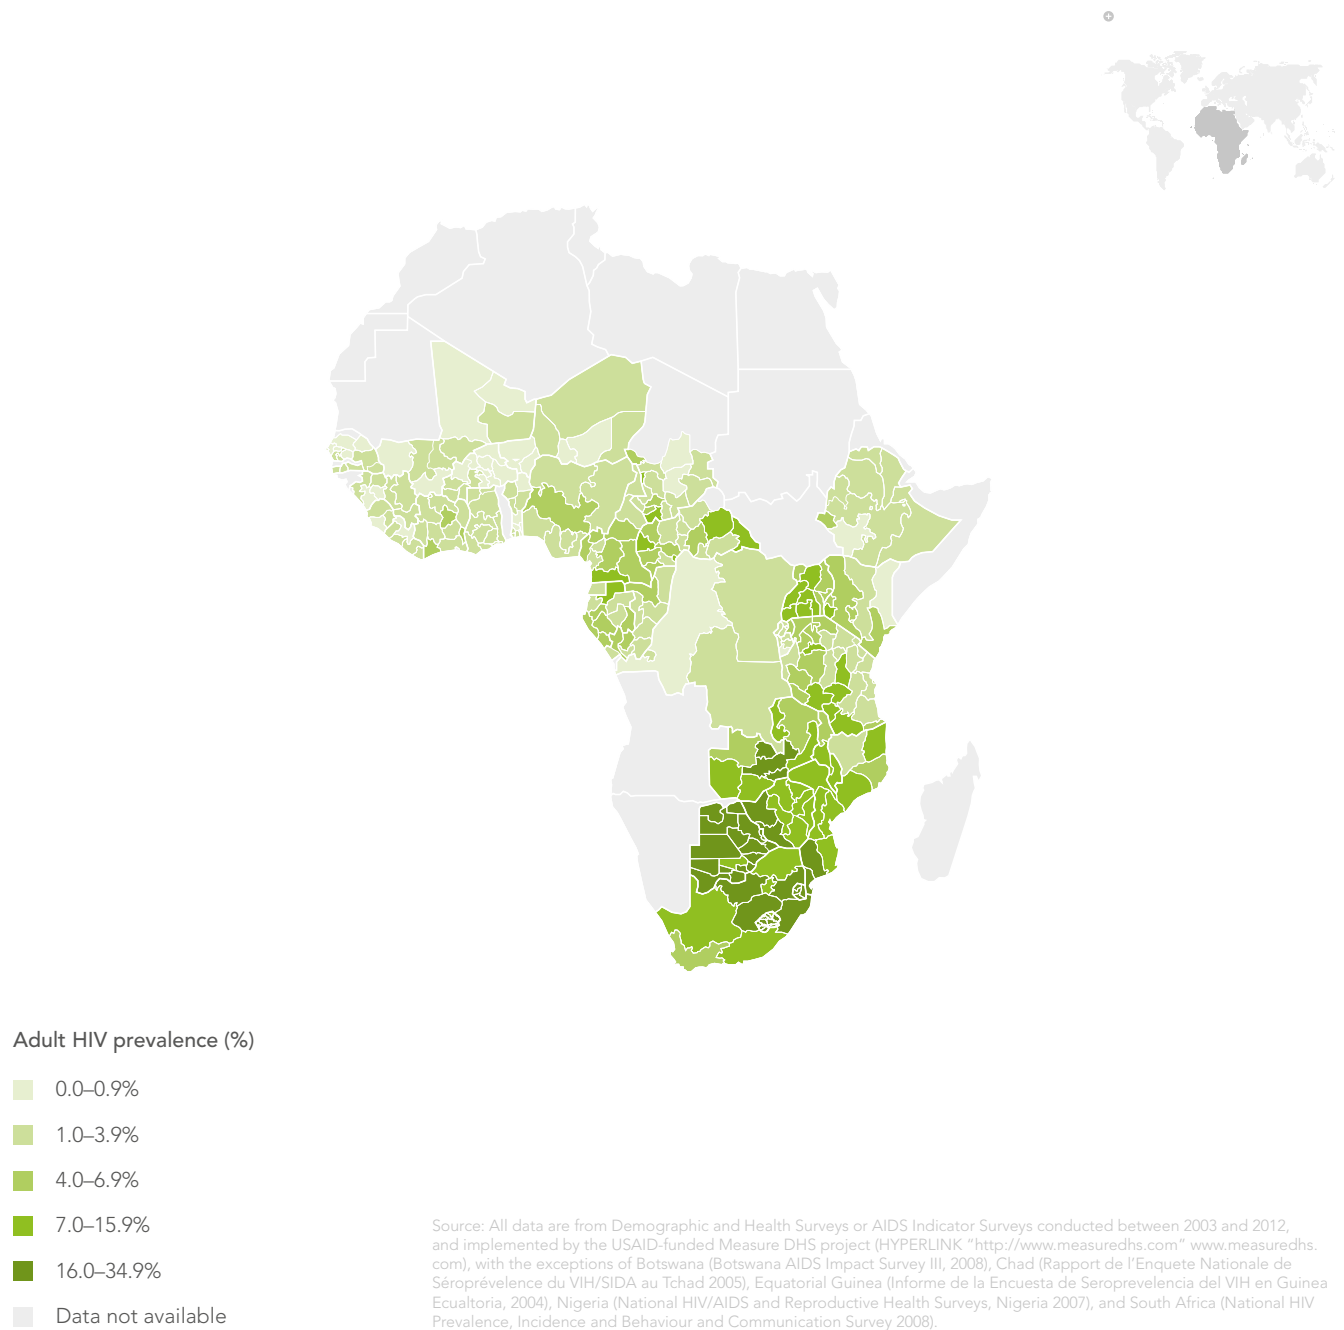 Adult HIV prevalence (%)
0.0–0.9%
1.0–3.9%
4.0–6.9%
7.0–15.9%
16.0–34.9%
Data not available
Source: All data are from Demographic and Health Surveys or AIDS Indicator Surveys conducted between 2003 and 2012,
and implemented by the USAID-funded Measure DHS project (HYPERLINK “http://www.measuredhs.com” www.measuredhs.
com), with the exceptions of Botswana (Botswana AIDS Impact Survey III, 2008), Chad (Rapport de l’Enquete Nationale de
Séroprévelence du VIH/SIDA au Tchad 2005), Equatorial Guinea (Informe de la Encuesta de Seroprevelencia del VIH en Guinea
Ecualtoria, 2004), Nigeria (National HIV/AIDS and Reproductive Health Surveys, Nigeria 2007), and South Africa (National HIV
Prevalence, Incidence and Behaviour and Communication Survey 2008).